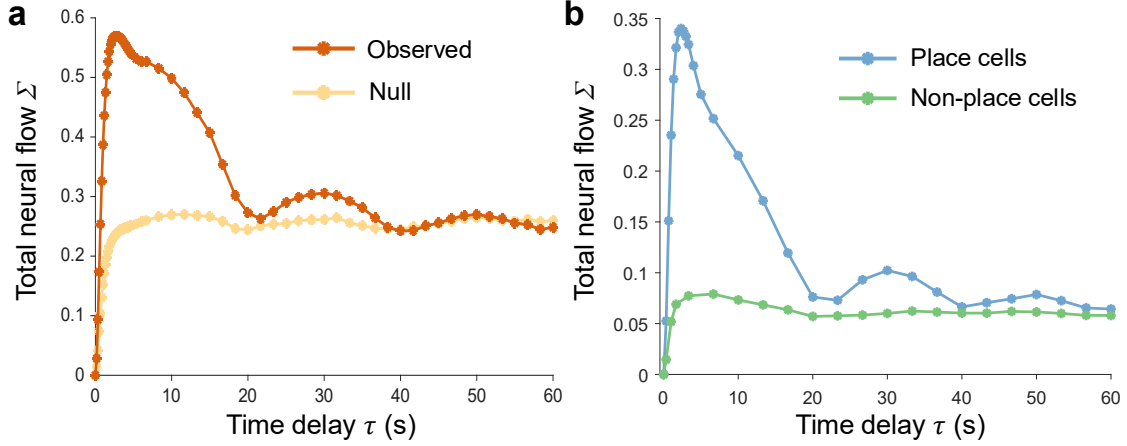 a
Total neural flow Σ
0.6
0.5
0.4
0.3
0.2
0.1
0
Observed
Null
0 10 20 30 40 50 60
Time delay τ (s)
b
Total neural flow Σ
0.35
0.3
0.25
0.2
0.15
0.1
0.05
0
Place cells
Non-place cells
0 10 20 30 40 50 60
Time delay τ (s)